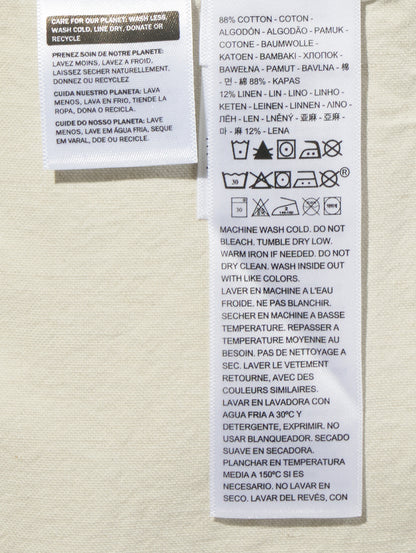 CARE FOR OUR PLANET: WASH LESS,
WASH COLD, LINE DRY, DONATE OR
RECYCLE
PRENEZ SOIN DE NOTRE PLANETE:
LAVEZ MOINS, LAVEZ A FROID,
LAISSEZ SECHER NATURELLEMENT,
DONNEZ OU RECYCLEZ
CUIDA NUESTRO PLANETA: LAVA
MENOS, LAVA EN FRIO, TIENDE LA
ROPA, DONA O RECICLA.
CUIDE DO NOSSO PLANETA: LAVE
MENOS, LAVE EM ÁGUA FRIA, SEQUE
EM VARAL, DOE OU RECICLE.
88% COTTON - COTON -
ALGODÓN - ALGODÃO - PAMUK -
COTONE - BAUMWOLLE -
KATOEN - BAMBAKI - ХЛОПОК -
BAWEŁNA - PAMUT - BAVLNA - 棉
- 면 - 綿 88% - KAPAS
12% LINEN - LIN - LINO - LINHO -
KETEN - LEINEN - LINNEN - ΛΙΝΟ -
ЛЁН - LEN - LNĚNÝ - 亚麻 - 亞麻 -
마 - 麻 12% - LENA
30 ®
30
MACHINE WASH COLD. DO NOT
BLEACH. TUMBLE DRY LOW.
WARM IRON IF NEEDED. DO NOT
DRY CLEAN. WASH INSIDE OUT
WITH LIKE COLORS.
LAVER EN MACHINE A L'EAU
FROIDE. NE PAS BLANCHIR.
SECHER EN MACHINE A BASSE
TEMPERATURE. REPASSER A
TEMPERATURE MOYENNE AU
BESOIN. PAS DE NETTOYAGE A
SEC. LAVER LE VETEMENT
RETOURNE, AVEC DES
COULEURS SIMILAIRES.
LAVAR EN LAVADORA CON
AGUA FRIA A 30ºC Y
DETERGENTE, EXPRIMIR. NO
USAR BLANQUEADOR. SECADO
SUAVE EN SECADORA.
PLANCHAR EN TEMPERATURA
MEDIA A 150ºC SI ES
NECESARIO. NO LAVAR EN
SECO. LAVAR DEL REVÉS, CON